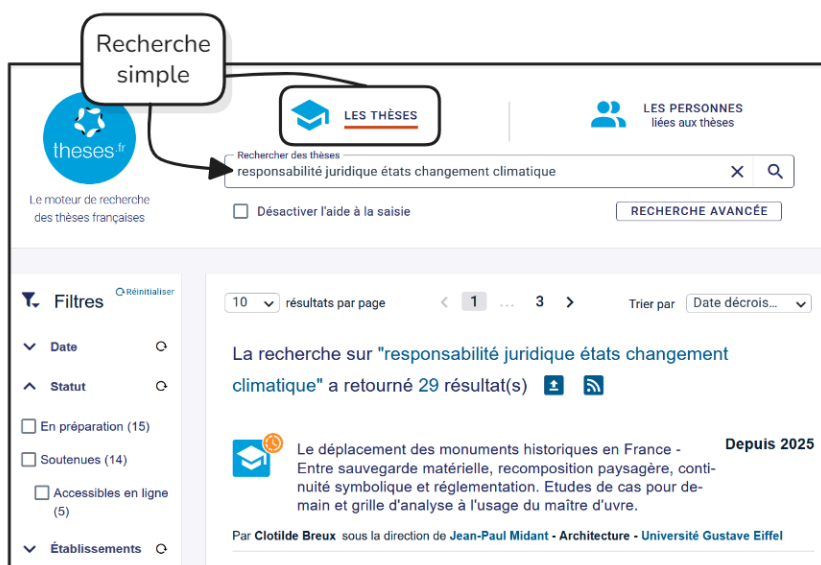 Recherche
simple
theses.fr
Le moteur de recherche
des thèses françaises
LES THÈSES
LES PERSONNES
liées aux thèses
Rechercher des thèses
responsabilité juridique états changement climatique
Désactiver l'aide à la saisie
RECHERCHE AVANCÉE
Filtres
Réinitialiser
Date
Statut
En préparation (15)
Soutenues (14)
Accessibles en ligne
(5)
Établissements
10 résultats par page
1 ... 3
Trier par Date décrois...
La recherche sur "responsabilité juridique états changement
climatique" a retourné 29 résultat(s)
Le déplacement des monuments historiques en France -
Entre sauvegarde matérielle, recomposition paysagère, conti-
nuité symbolique et réglementation. Etudes de cas pour de-
main et grille d'analyse à l'usage du maître d'uvre.
Depuis 2025
Par Clotilde Breux sous la direction de Jean-Paul Midant - Architecture - Université Gustave Eiffel